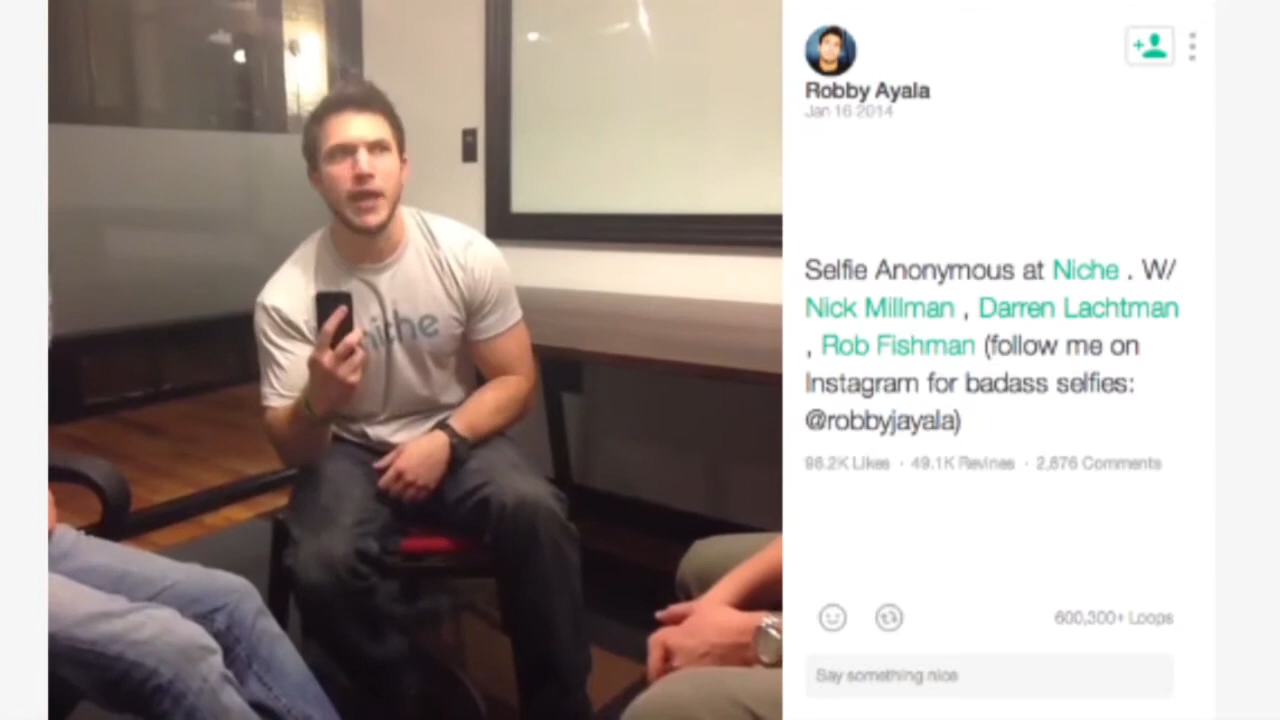 niche
Robby Ayala
Jan 16 2014
Selfie Anonymous at Niche . W/
Nick Millman , Darren Lachtman
, Rob Fishman (follow me on
Instagram for badass selfies:
@robbyjayala)
98.2K Likes · 49.1K Revines · 2,876 Comments
600,300+ Loops
Say something nice